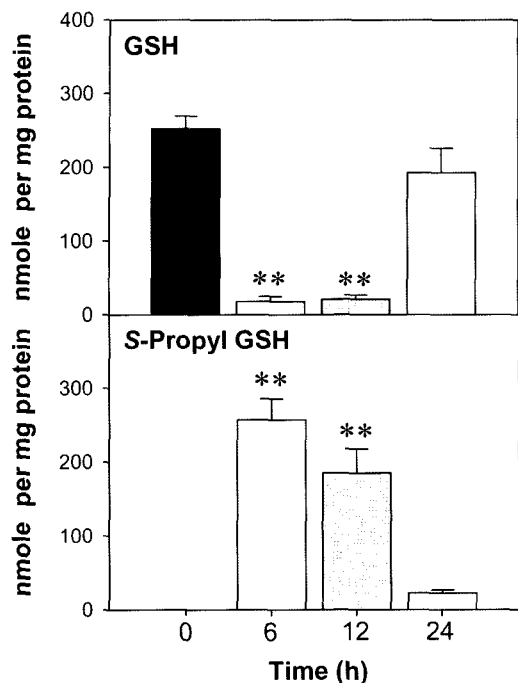 400
GSH
300
200
100
0
nmole per mg protein
** **
S-Propyl GSH
300
200
100
0
nmole per mg protein
**
**
0 6 12 24
Time (h)